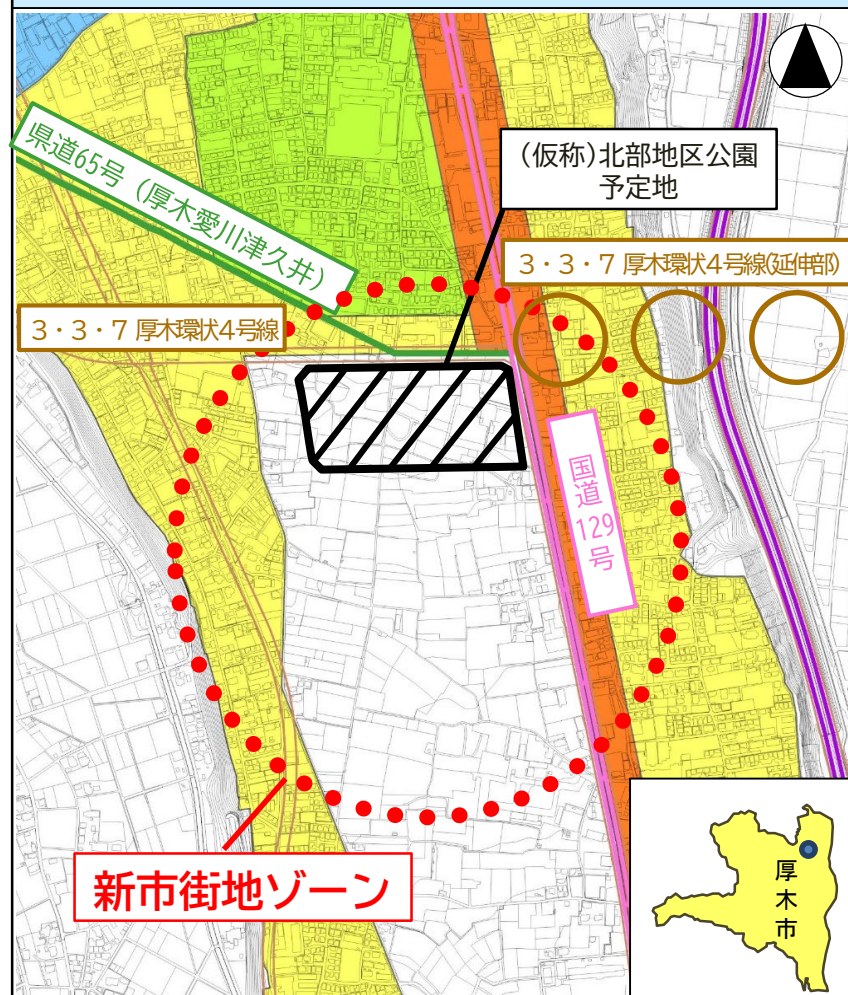 県道65号（厚木愛川津久井）
（仮称）北部地区公園
予定地
３・３・７ 厚木環状４号線(延伸部)
３・３・７ 厚木環状４号線
国道129号
新市街地ゾーン
厚木市